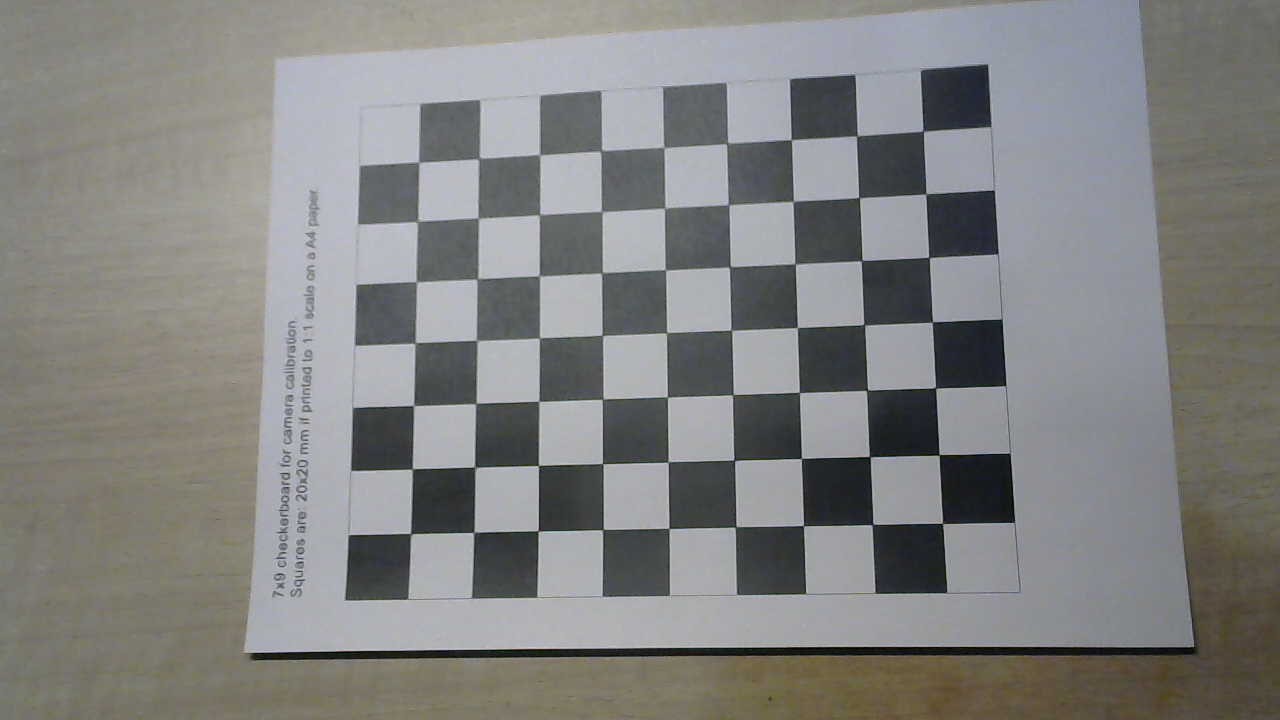 7x9 checkerboard for camera calibration.
Squares are: 20x20 mm if printed to 1:1 scale on a A4 paper.